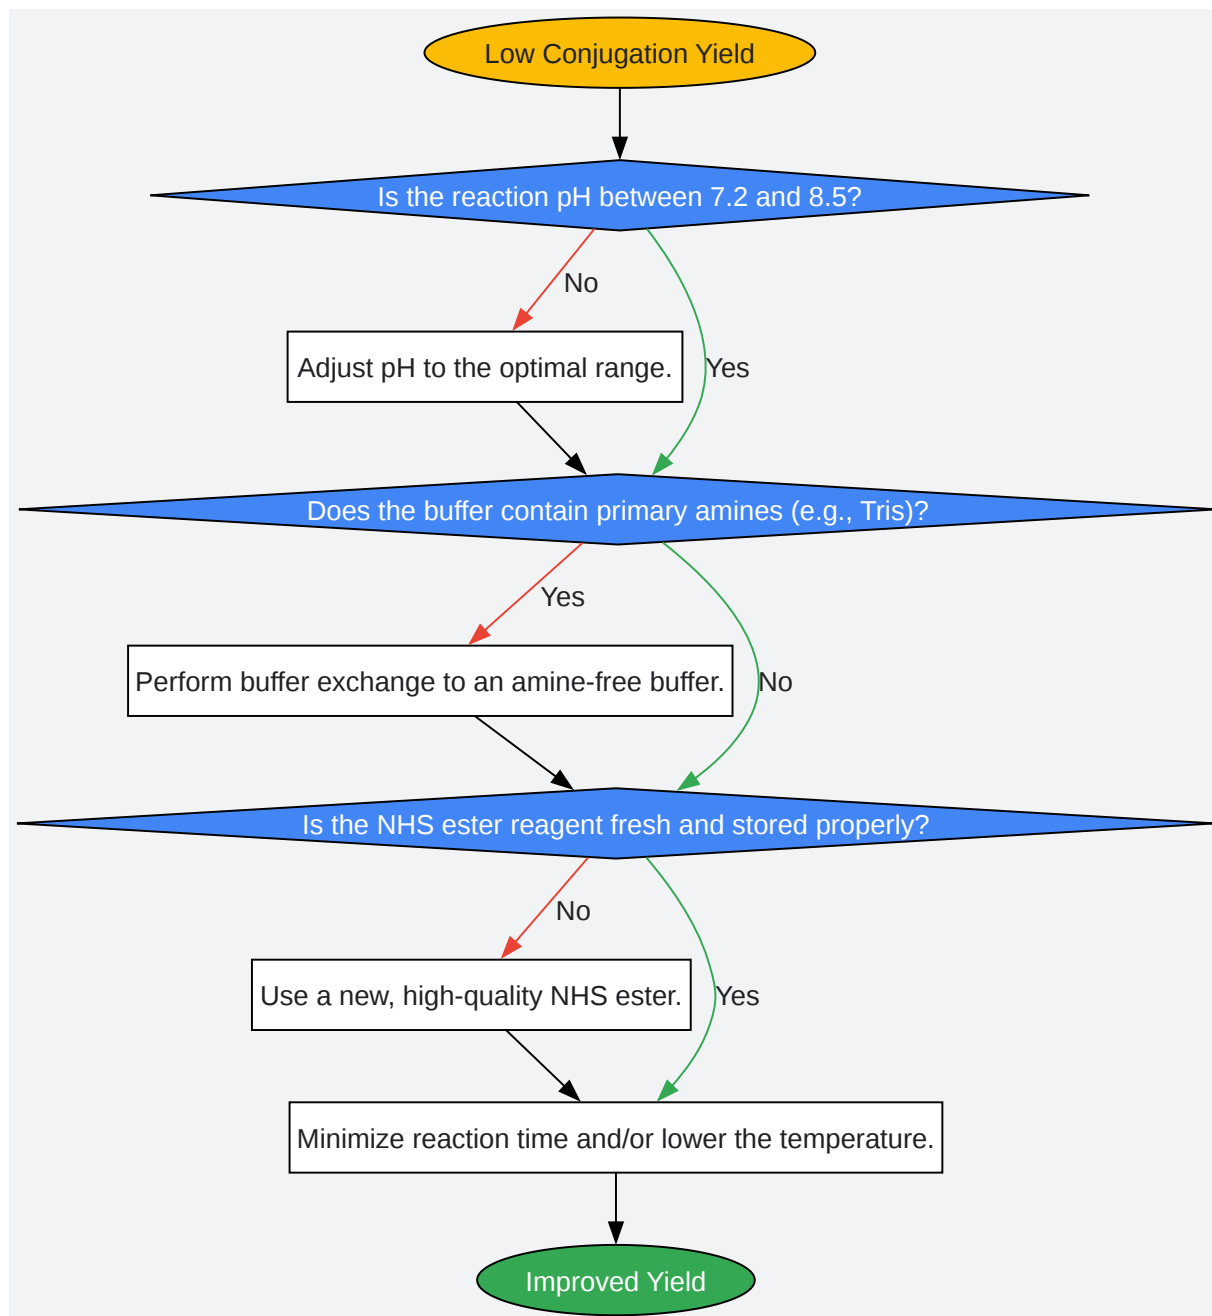 Low Conjugation Yield
Is the reaction pH between 7.2 and 8.5?
No
Adjust pH to the optimal range.
Yes
Does the buffer contain primary amines (e.g., Tris)?
Yes
Perform buffer exchange to an amine-free buffer.
No
Is the NHS ester reagent fresh and stored properly?
No
Use a new, high-quality NHS ester.
Yes
Minimize reaction time and/or lower the temperature.
Improved Yield